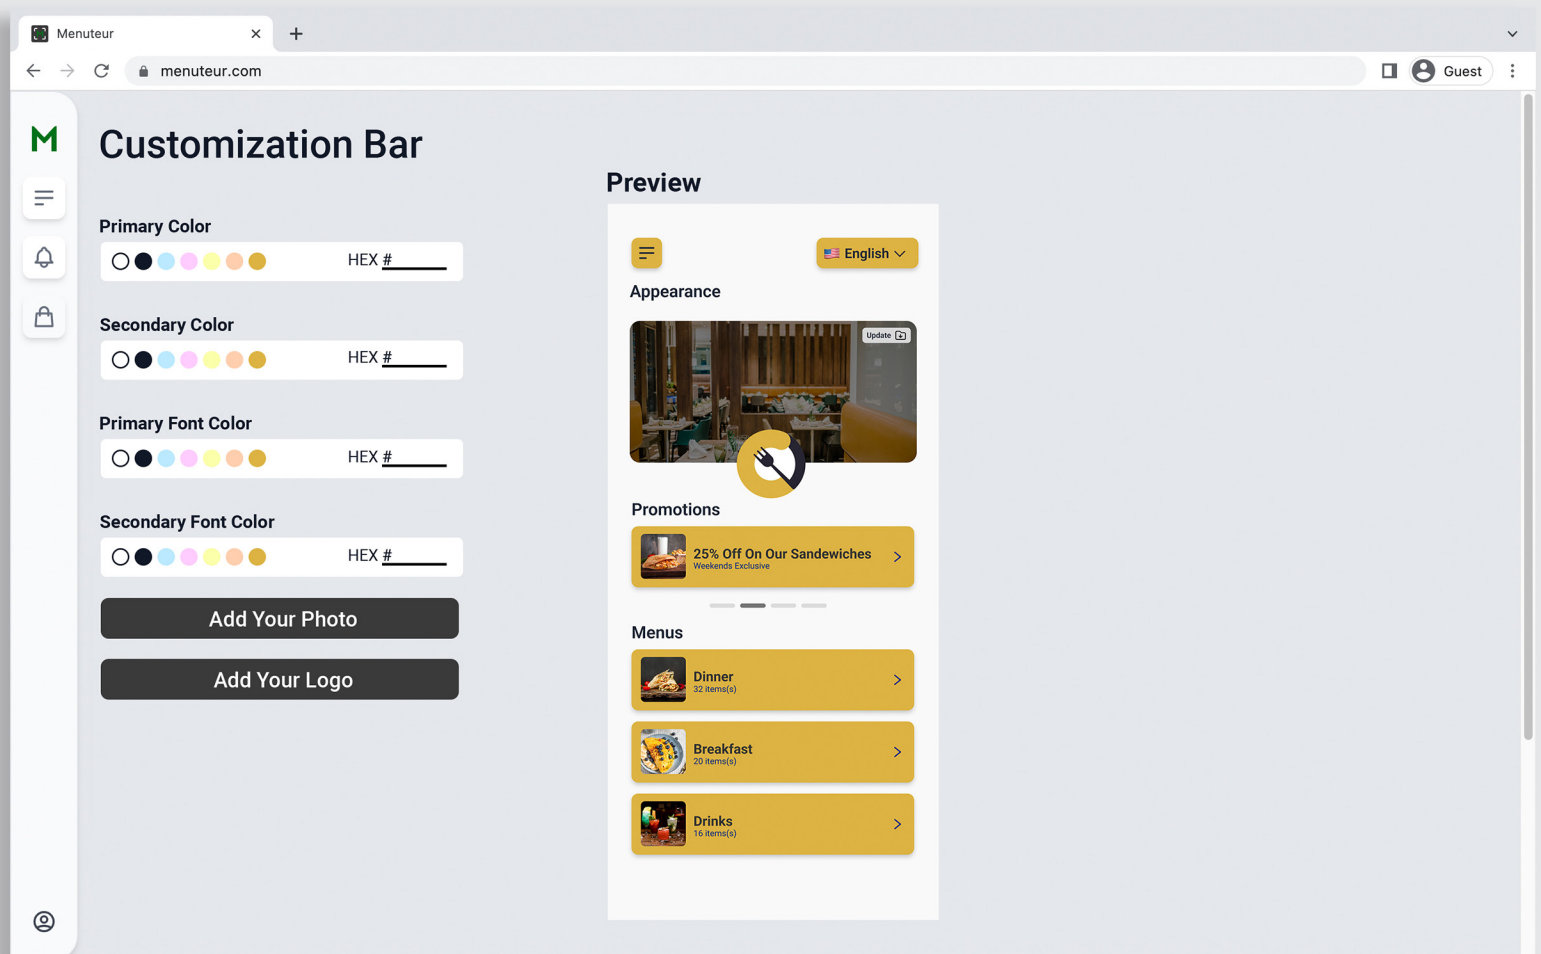 Menuteur
menuteur.com
Guest
M
Customization Bar
Primary Color
HEX #
Secondary Color
HEX #
Primary Font Color
HEX #
Secondary Font Color
HEX #
Add Your Photo
Add Your Logo
Preview
English
Appearance
Update
Promotions
25% Off On Our Sandewiches
Weekends Exclusive
Menus
Dinner
32 items(s)
Breakfast
20 items(s)
Drinks
16 items(s)